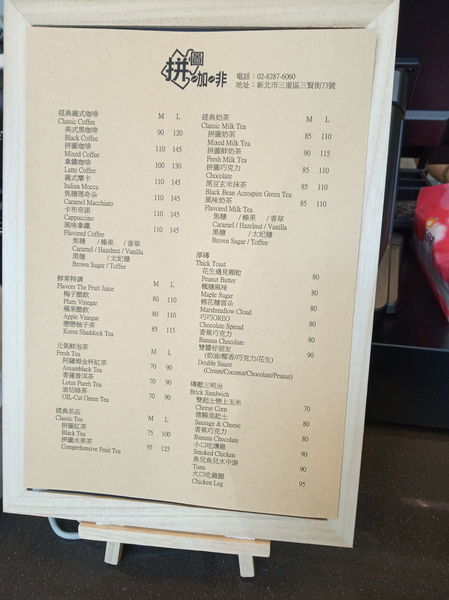 拼圖咖啡
電話：02-8287-6060
地址：新北市三重區三賢街73號
經典義式咖啡 M L
Classic Coffee
美式黑咖啡 90 120
Black Coffee
拼圖咖啡 110 145
Mixed Coffee
拿鐵咖啡 100 130
Latte Coffee
義式摩卡 110 145
Italian Mocca
焦糖瑪奇朵 110 145
Caramel Macchiato
卡布奇諾 110 145
Cappuccino
風味拿鐵 110 145
Flavored Coffee
焦糖 /榛果 /香草
Caramel / Hazelnut / Vanilla
黑糖 /太妃糖
Brown Sugar / Toffee
鮮果特調 M L
Flavors The Fruit Juice
梅子醋飲 80 110
Plum Vinegar
蘋果醋飲 80 110
Apple Vinegar
戀戀柚子茶 85 115
Korea Shaddock Tea
元氣鮮泡茶
Fresh Tea M L
阿薩姆金杯紅茶 70 90
Assamblack Tea
香蓮普洱茶 70 90
Lotus Puerh Tea
油切綠茶 70 90
OIL-Cut Green Tea
經典茶品
Classic Tea M L
拼圖紅茶 75 100
Black Tea
拼圖水果茶 95 125
Comprehensive Fruit Tea
經典奶茶 M L
Classic Milk Tea
拼圖奶茶 85 110
Mixed Milk Tea
拼圖鮮奶茶 90 115
Fresh Milk Tea
拼圖巧克力 85 110
Chocolate
黑豆玄米抹茶 85 110
Black Bean Acrospire Green Tea
風味奶茶 85 110
Flavored Milk Tea
焦糖 /榛果 /香草
Caramel / Hazelnut / Vanilla
黑糖 /太妃糖
Brown Sugar / Toffee
厚磚
Thick Toast
花生遇見顆粒 80
Peanut Butter
楓糖風味 80
Maple Sugar
棉花糖雲朵 80
Marshmallow Cloud
巧巧OREO 80
Chocolate Spread
香蕉巧克力 80
Banana Chocolate
雙醬好朋友 90
(奶油/椰香/巧克力/花生)
Double Sauce
(Cream/Coconut/Chocolate/Peanut)
磚壓三明治
Brick Sandwich
雙起士戀上玉米 70
Cheese Corn
德腸混起士 80
Sausage & Cheese
香蕉巧克力 80
Banana Chocolate
小口吃燻雞 90
Smoked Chicken
魚兒魚兒水中游 90
Tuna
大口吃雞腿 95
Chicken Leg